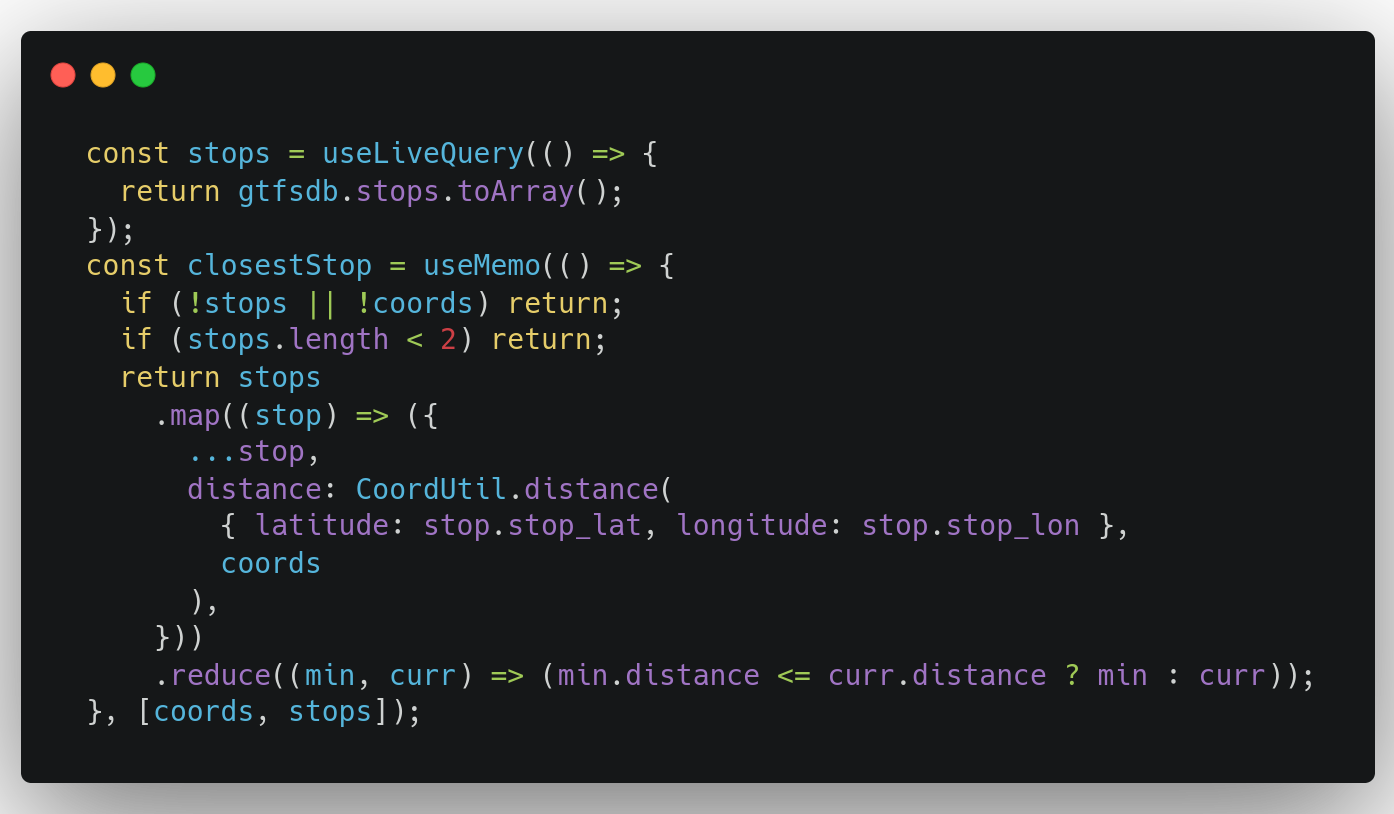 const stops = useLiveQuery(() => {
  return gtfsdb.stops.toArray();
});
const closestStop = useMemo(() => {
  if (!stops || !coords) return;
  if (stops.length < 2) return;
  return stops
    .map((stop) => ({
      ...stop,
      distance: CoordUtil.distance(
        { latitude: stop.stop_lat, longitude: stop.stop_lon },
        coords
      ),
    }))
    .reduce((min, curr) => (min.distance <= curr.distance ? min : curr));
}, [coords, stops]);